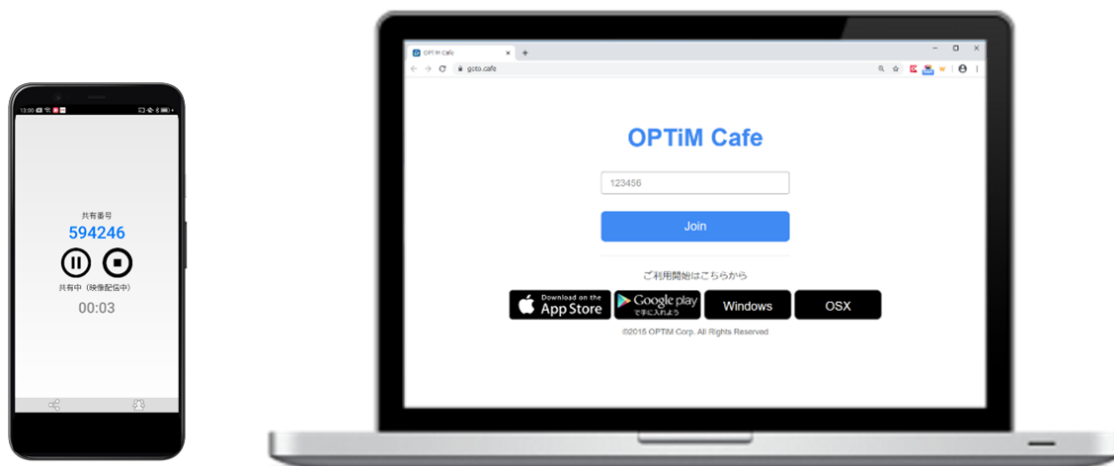 13:00
共有番号
594246
共有中（映像配信中）
00:03
OPTiM Cafe
goto.cafe
OPTiM Cafe
123456
Join
ご利用開始はこちらから
Download on the
App Store
Google play
で手に入れよう
Windows
OSX
©2015 OPTiM Corp. All Rights Reserved